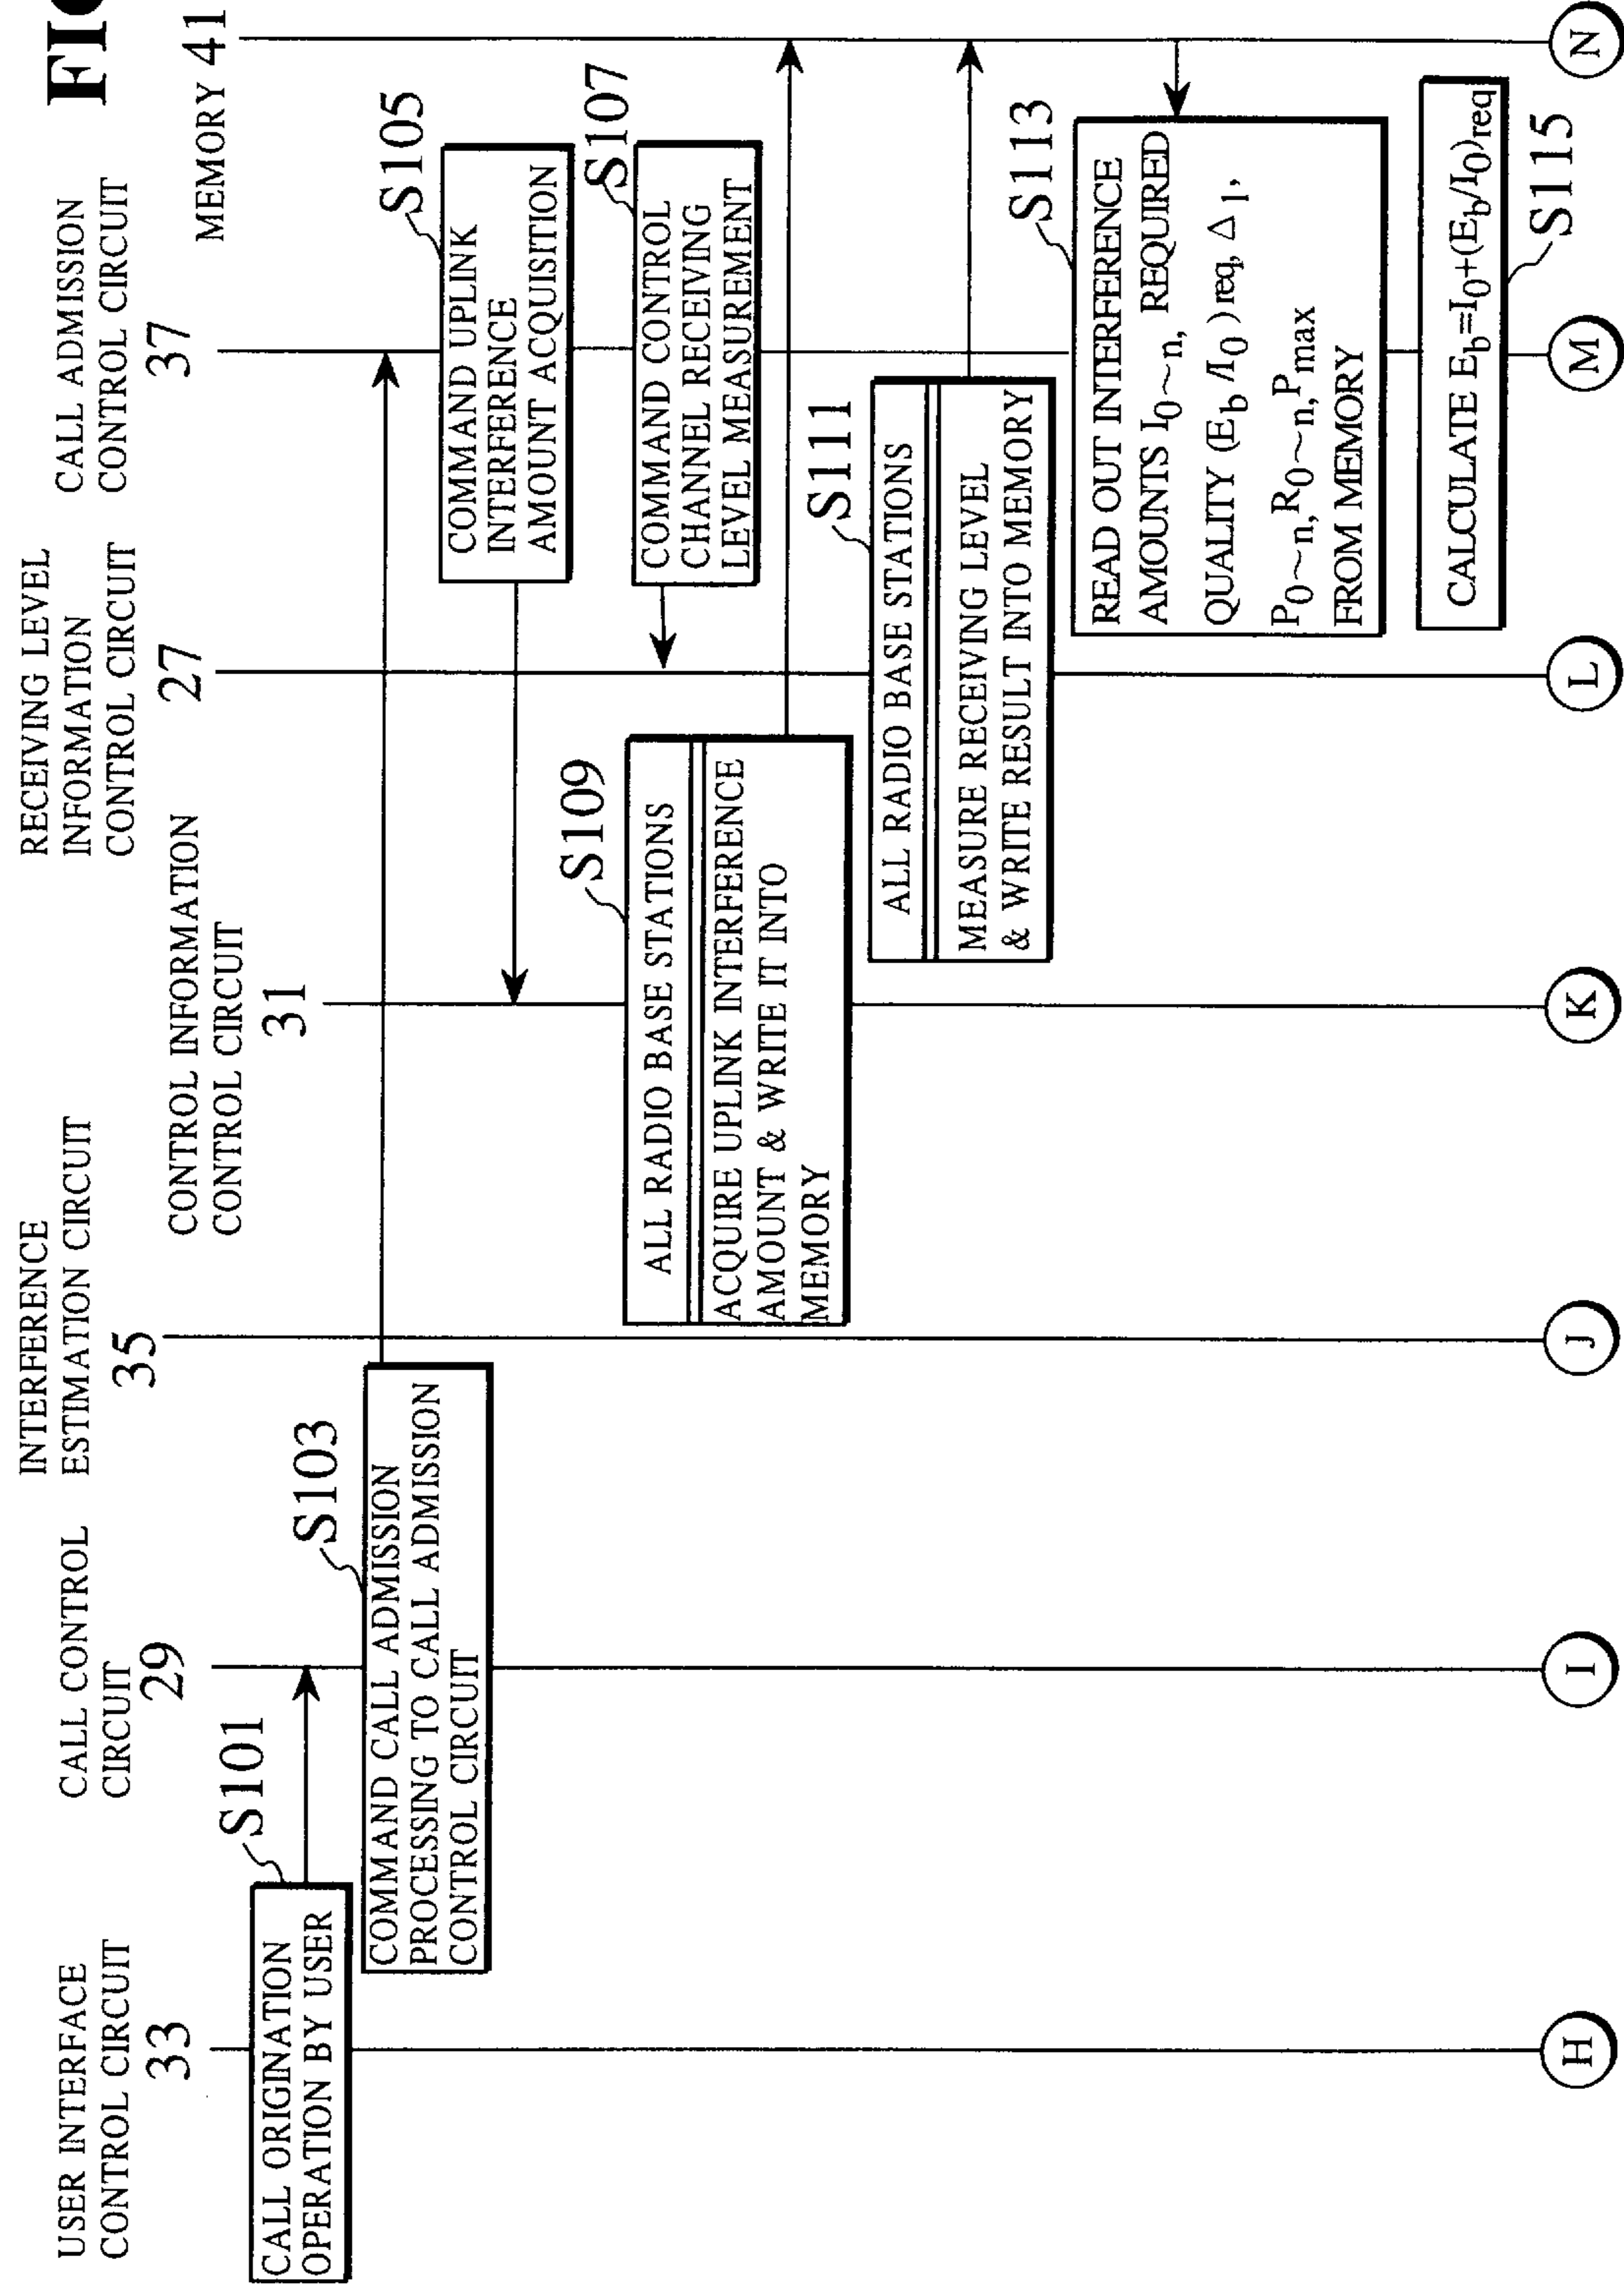 FIG
USER INTERFACE
CONTROL CIRCUIT
33
CALL CONTROL
CIRCUIT
29
INTERFERENCE
ESTIMATION CIRCUIT
35
CONTROL INFORMATION
CONTROL CIRCUIT
31
RECEIVING LEVEL
INFORMATION
CONTROL CIRCUIT
27
CALL ADMISSION
CONTROL CIRCUIT
37
MEMORY 41
S101
CALL ORIGINATION
OPERATION BY USER
S103
COMMAND CALL ADMISSION
PROCESSING TO CALL ADMISSION
CONTROL CIRCUIT
S105
COMMAND UPLINK
INTERFERENCE
AMOUNT ACQUISITION
S107
COMMAND CONTROL
CHANNEL RECEIVING
LEVEL MEASUREMENT
S109
ALL RADIO BASE STATIONS
ACQUIRE UPLINK INTERFERENCE
AMOUNT & WRITE IT INTO
MEMORY
S111
ALL RADIO BASE STATIONS
MEASURE RECEIVING LEVEL
& WRITE RESULT INTO MEMORY
S113
READ OUT INTERFERENCE
AMOUNTS I0~n, REQUIRED
QUALITY (Eb /I0 ) req, Δ 1,
P0~n,R0~n,Pmax
FROM MEMORY
CALCULATE Eb=I0+(Eb/I0)req
S115
H
I
J
K
L
M
N